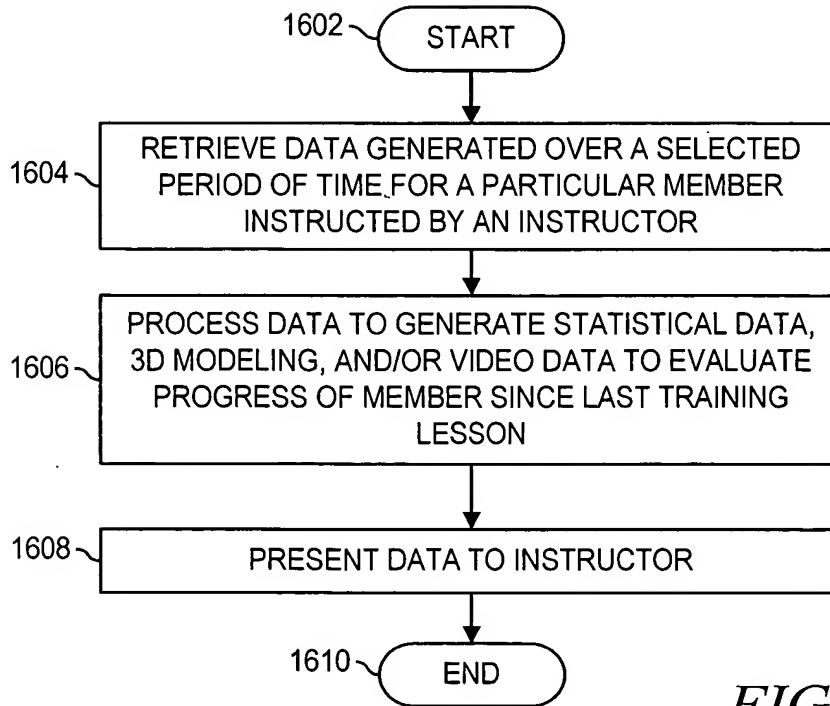 1602
START
1604
RETRIEVE DATA GENERATED OVER A SELECTED
PERIOD OF TIME FOR A PARTICULAR MEMBER
INSTRUCTED BY AN INSTRUCTOR
1606
PROCESS DATA TO GENERATE STATISTICAL DATA,
3D MODELING, AND/OR VIDEO DATA TO EVALUATE
PROGRESS OF MEMBER SINCE LAST TRAINING
LESSON
1608
PRESENT DATA TO INSTRUCTOR
1610
END
FIG